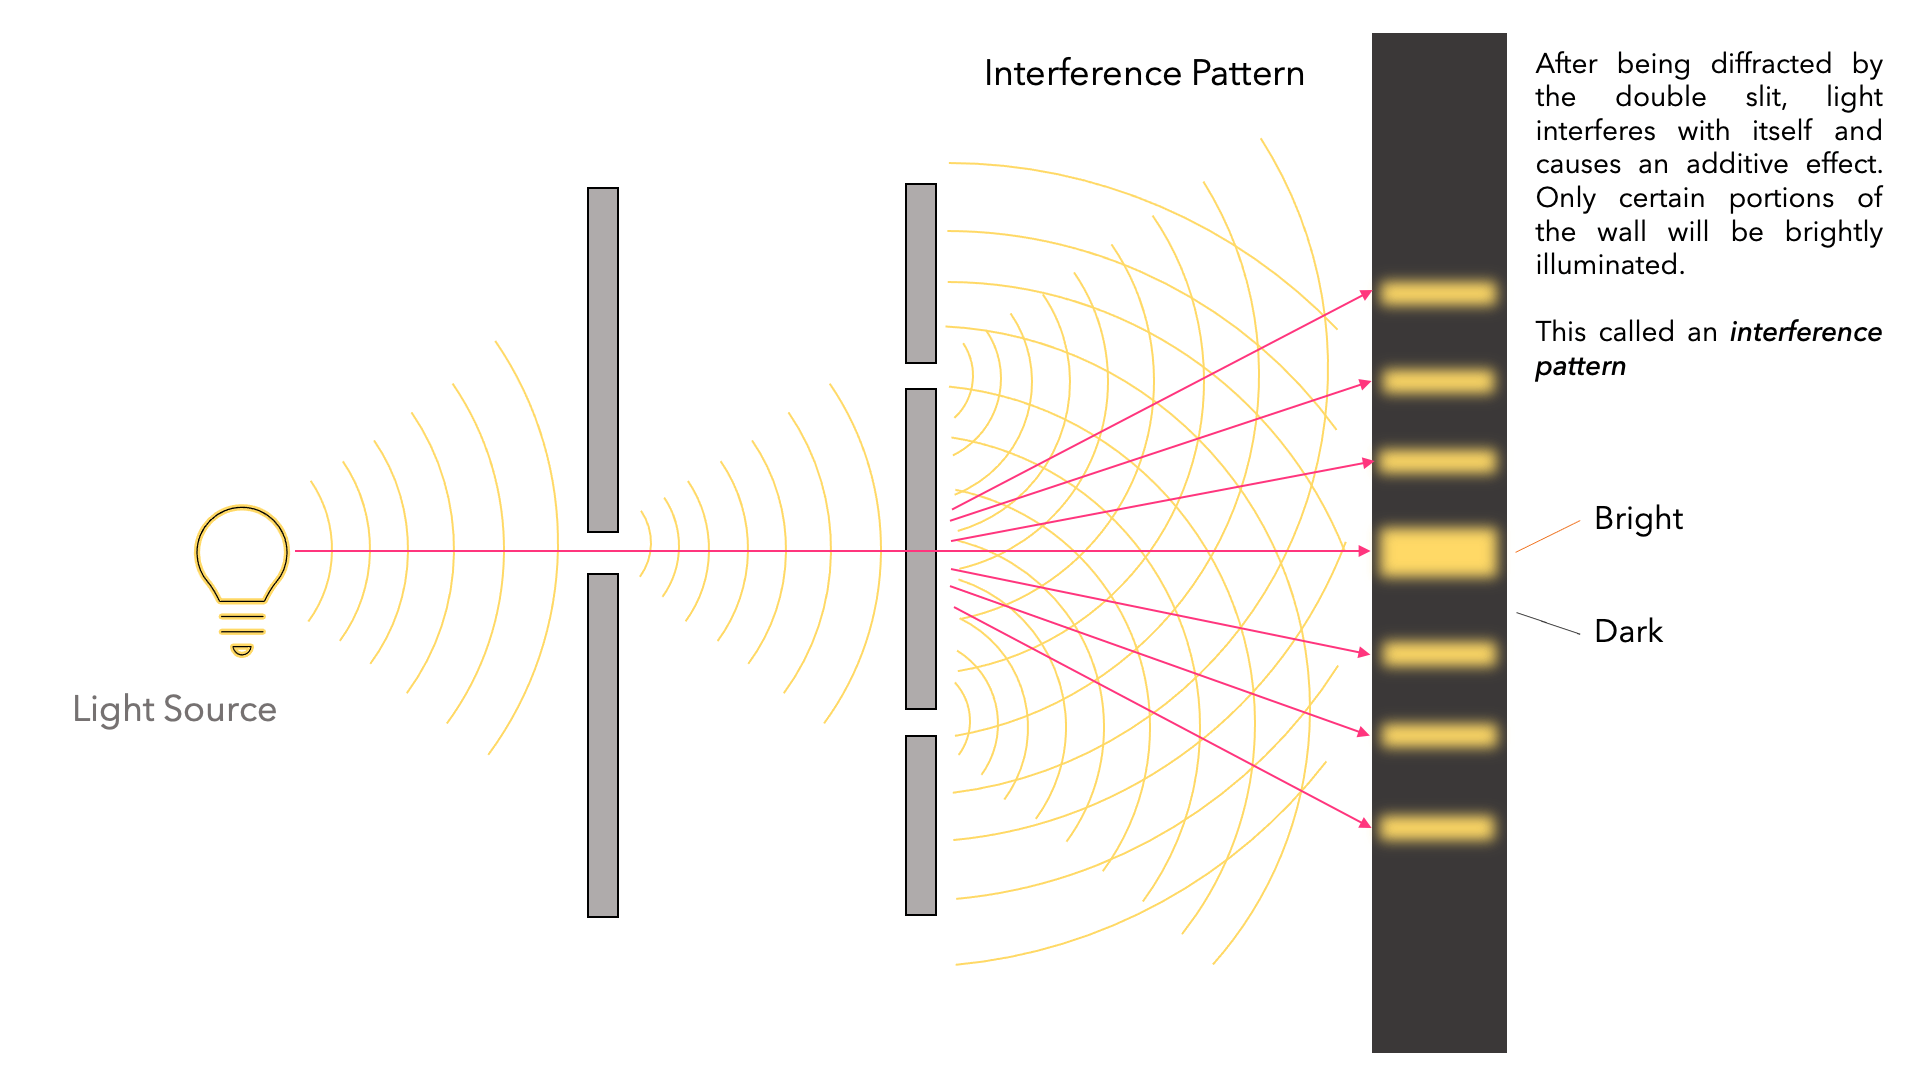 Interference Pattern
After being diffracted by
the double slit, light
interferes with itself and
causes an additive effect.
Only certain portions of
the wall will be brightly
illuminated.
This called an interference
pattern
Bright
Dark
Light Source